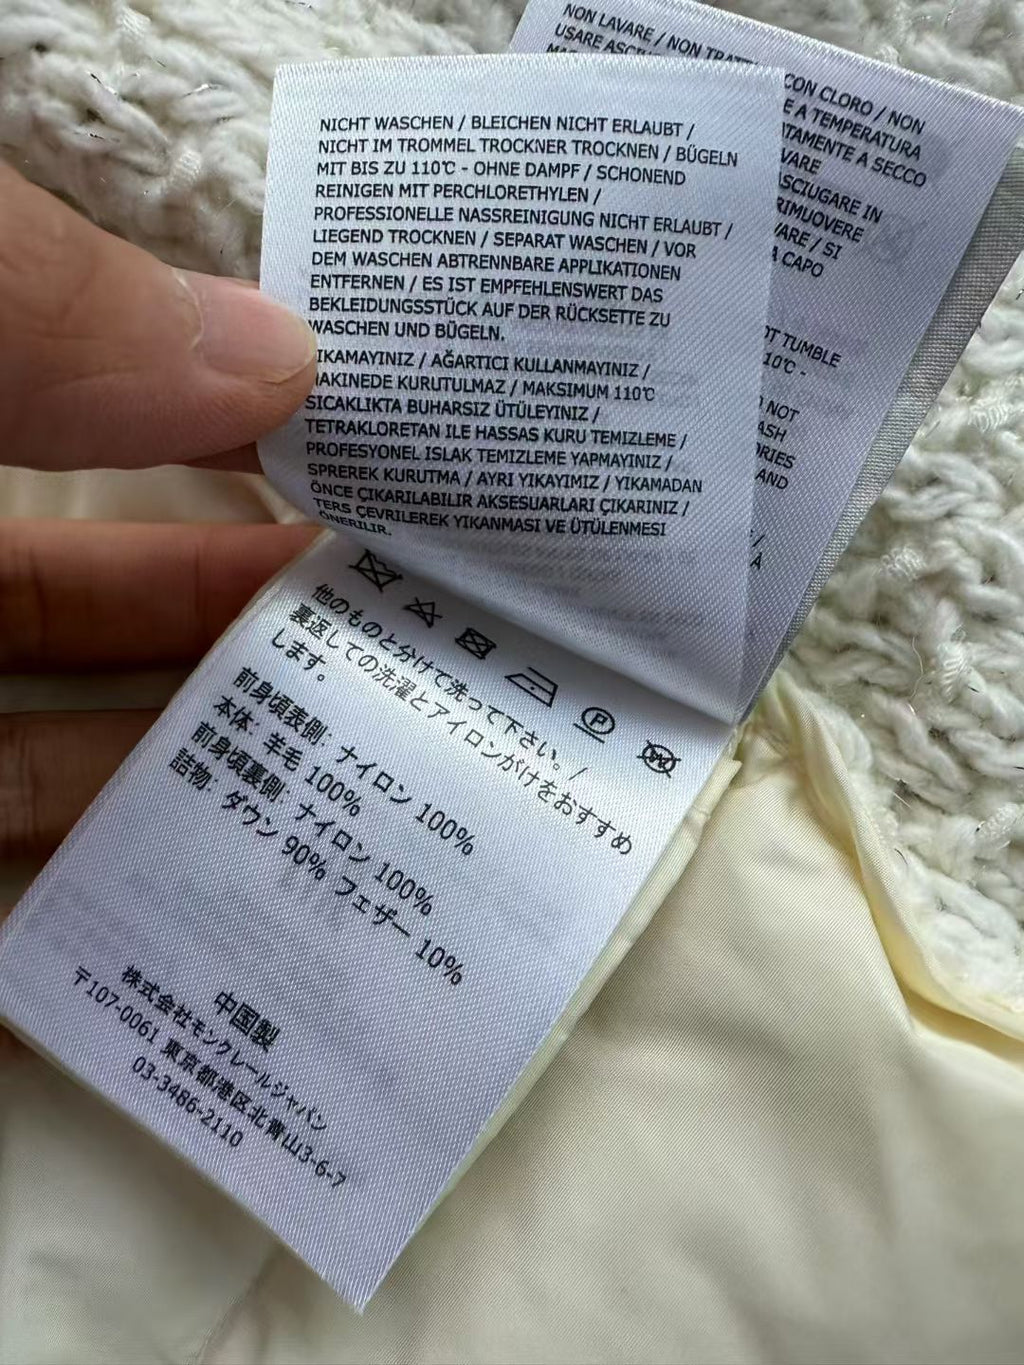 NON LAVARE / NON
USARE
CON CLORO / NON
E A TEMPERATURA
A SECCO
IN
RIMUOVERE
/ SI
A CAPO
OT TUMBLE
110℃ -
NOT
AND
NICHT WASCHEN / BLEICHEN NICHT ERLAUBT /
NICHT IM TROMMEL TROCKNER TROCKNEN / BÜGELN
MIT BIS ZU 110℃ - OHNE DAMPF / SCHONEND
REINIGEN MIT PERCHLORETHYLEN /
PROFESSIONELLE NASSREINIGUNG NICHT ERLAUBT /
LIEGEND TROCKNEN / SEPARAT WASCHEN / VOR
DEM WASCHEN ABTRENNBARE APPLIKATIONEN
ENTFERNEN / ES IST EMPFEHLENSWERT DAS
BEKLEIDUNGSSTÜCK AUF DER RÜCKSETTE ZU
WASCHEN UND BÜGELN.
IKAMAYINIZ / AĞARTICI KULLANMAYINIZ /
AKINEDE KURUTULMAZ / MAKSIMUM 110℃
SICAKLIKTA BUHARSIZ ÜTÜLEYINIZ /
TETRAKLORETAN ILE HASSAS KURU TEMIZLEME /
PROFESYONEL ISLAK TEMIZLEME YAPMAYINIZ /
SPREREK KURUTMA / AYRI YIKAYIMIZ / YIKAMADAN
ÖNCE ÇIKARILABILIR AKSESUARLARI ÇIKARINIZ /
TERS ÇEVRILEREK YIKANMASI VE ÜTÜLENMESI
ÖNERILIR.
他のものと分けて洗って下さい。/
裏返しての洗濯とアイロンがけをおすすめ
します。
前身頃表側: ナイロン 100%
本体: 羊毛 100%
前身頃裏側: ナイロン 100%
詰物: ダウン 90% フェザー 10%
中国製
株式会社モンクレールジャパン
〒107-0061 東京都港区北青山3-6-7
03-3486-2110